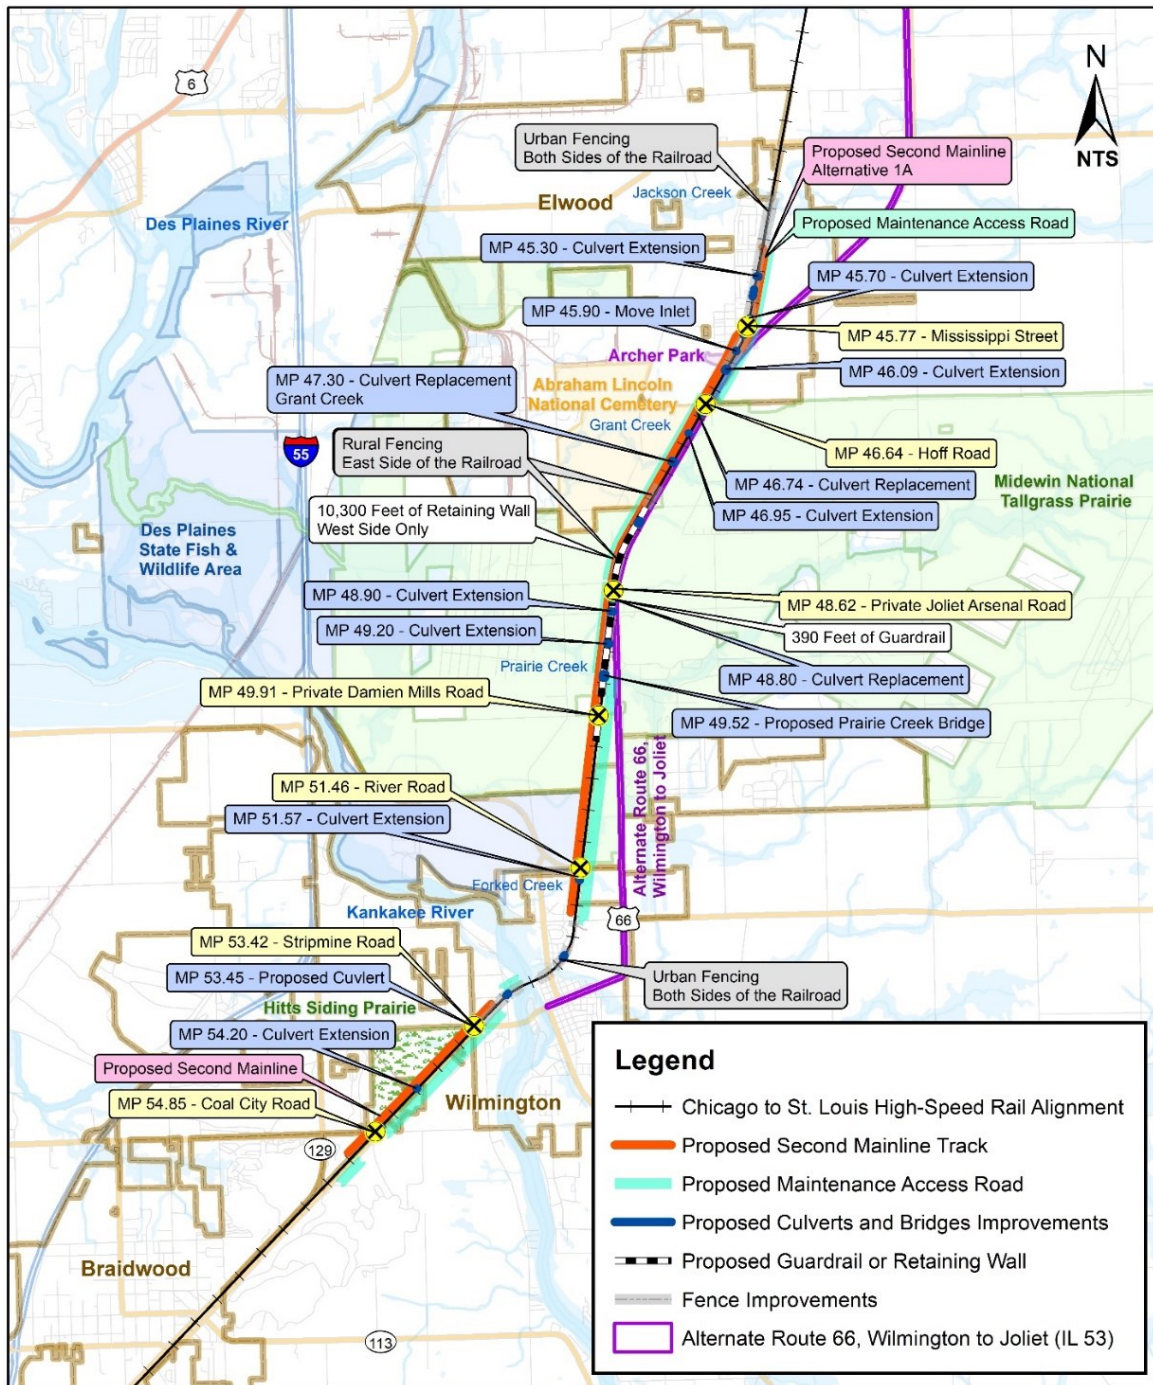 6
N
NTS
Urban Fencing
Both Sides of the Railroad
Proposed Second Mainline
Alternative 1A
Jackson Creek
Elwood
Des Plaines River
Proposed Maintenance Access Road
MP 45.30 - Culvert Extension
MP 45.70 - Culvert Extension
MP 45.90 - Move Inlet
MP 45.77 - Mississippi Street
Archer Park
MP 46.09 - Culvert Extension
MP 47.30 - Culvert Replacement
Grant Creek
Abraham Lincoln
National Cemetery
Grant Creek
55
Rural Fencing
East Side of the Railroad
MP 46.64 - Hoff Road
MP 46.74 - Culvert Replacement
Midewin National
Tallgrass Prairie
10,300 Feet of Retaining Wall
West Side Only
MP 46.95 - Culvert Extension
Des Plaines
State Fish &
Wildlife Area
MP 48.90 - Culvert Extension
MP 48.62 - Private Joliet Arsenal Road
MP 49.20 - Culvert Extension
390 Feet of Guardrail
Prairie Creek
MP 48.80 - Culvert Replacement
MP 49.91 - Private Damien Mills Road
MP 49.52 - Proposed Prairie Creek Bridge
Alternate Route 66,
Wilmington to Joliet
MP 51.46 - River Road
MP 51.57 - Culvert Extension
Forked Creek
Kankakee River
66
MP 53.42 - Stripmine Road
MP 53.45 - Proposed Cuvlert
Urban Fencing
Both Sides of the Railroad
Hitts Siding Prairie
MP 54.20 - Culvert Extension
Proposed Second Mainline
MP 54.85 - Coal City Road
Wilmington
129
Braidwood
113
Legend
Chicago to St. Louis High-Speed Rail Alignment
Proposed Second Mainline Track
Proposed Maintenance Access Road
Proposed Culverts and Bridges Improvements
Proposed Guardrail or Retaining Wall
Fence Improvements
Alternate Route 66, Wilmington to Joliet (IL 53)